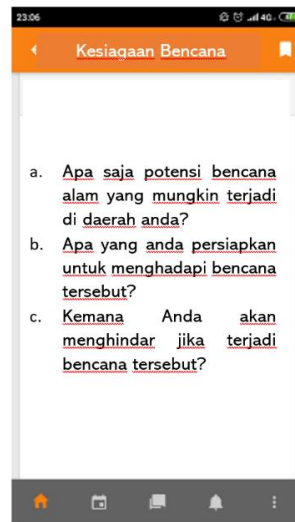 23:06
4G
Kesiagaan Bencana
a. Apa saja potensi bencana
alam yang mungkin terjadi
di daerah anda?
b. Apa yang anda persiapkan
untuk menghadapi bencana
tersebut?
c. Kemana Anda akan
menghindar jika terjadi
bencana tersebut?